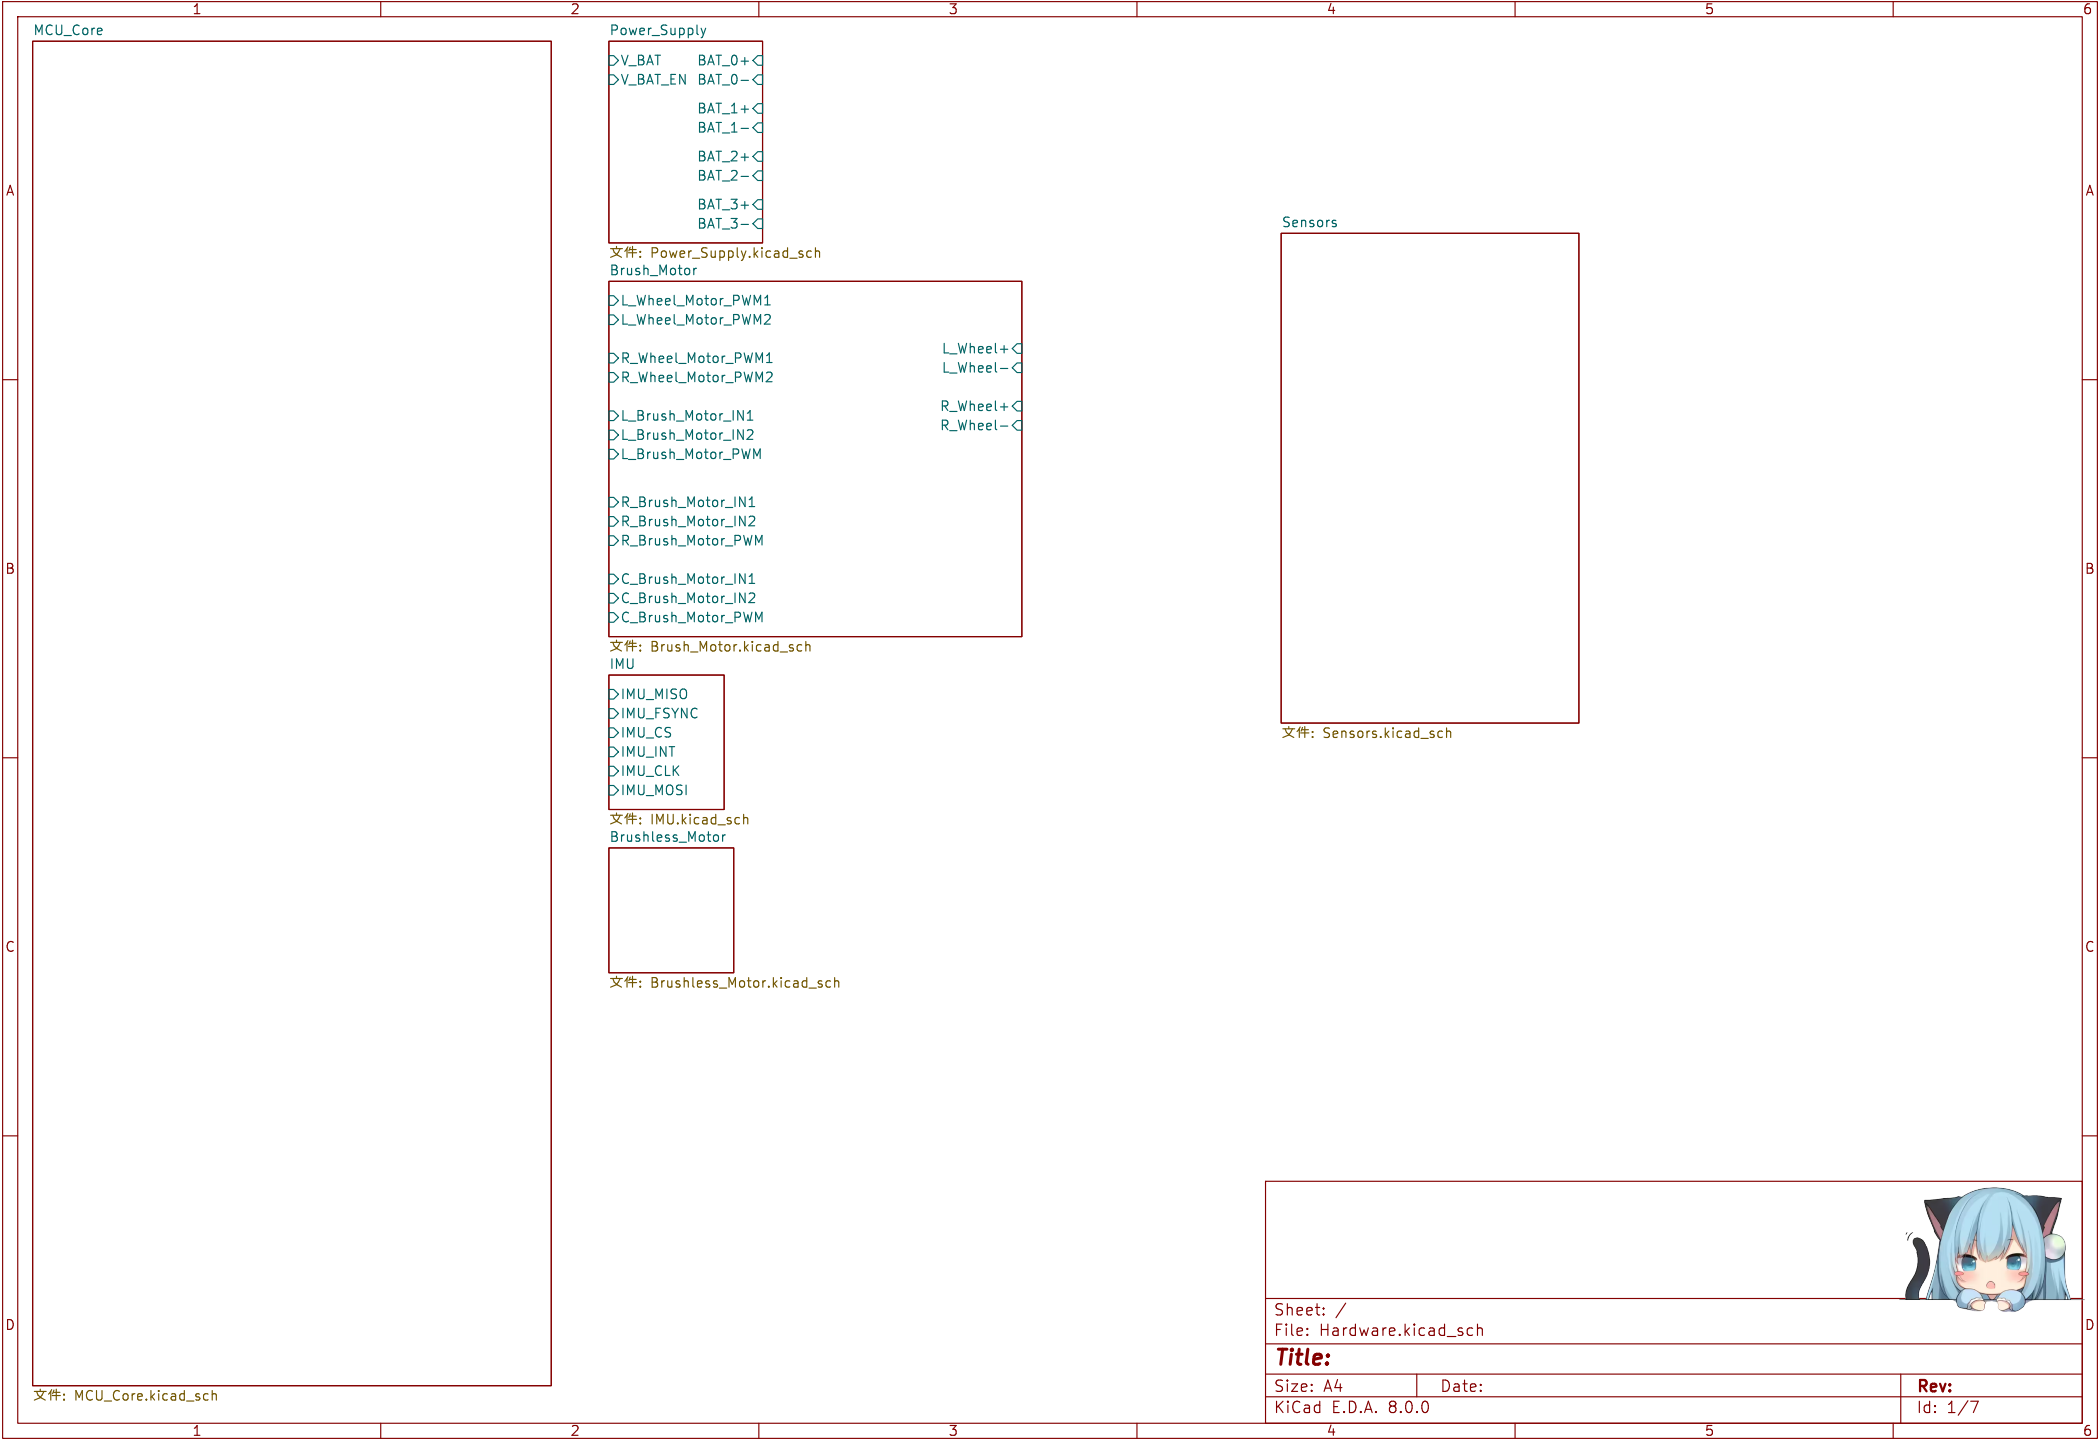 1 2 3 4 5 6
MCU_Core
文件: MCU_Core.kicad_sch
Power_Supply
V_BAT BAT_0+
V_BAT_EN BAT_0-
BAT_1+
BAT_1-
BAT_2+
BAT_2-
BAT_3+
BAT_3-
文件: Power_Supply.kicad_sch
Brush_Motor
L_Wheel_Motor_PWM1
L_Wheel_Motor_PWM2
L_Wheel+
R_Wheel_Motor_PWM1
L_Wheel-
R_Wheel_Motor_PWM2
R_Wheel+
L_Brush_Motor_IN1
R_Wheel-
L_Brush_Motor_IN2
L_Brush_Motor_PWM
R_Brush_Motor_IN1
R_Brush_Motor_IN2
R_Brush_Motor_PWM
C_Brush_Motor_IN1
C_Brush_Motor_IN2
C_Brush_Motor_PWM
文件: Brush_Motor.kicad_sch
IMU
IMU_MISO
IMU_FSYNC
IMU_CS
IMU_INT
IMU_CLK
IMU_MOSI
文件: IMU.kicad_sch
Brushless_Motor
文件: Brushless_Motor.kicad_sch
Sensors
文件: Sensors.kicad_sch
A A
B B
C C
D D
Sheet: /
File: Hardware.kicad_sch
Title:
Size: A4 Date: Rev:
KiCad E.D.A. 8.0.0 Id: 1/7
1 2 3 4 5 6